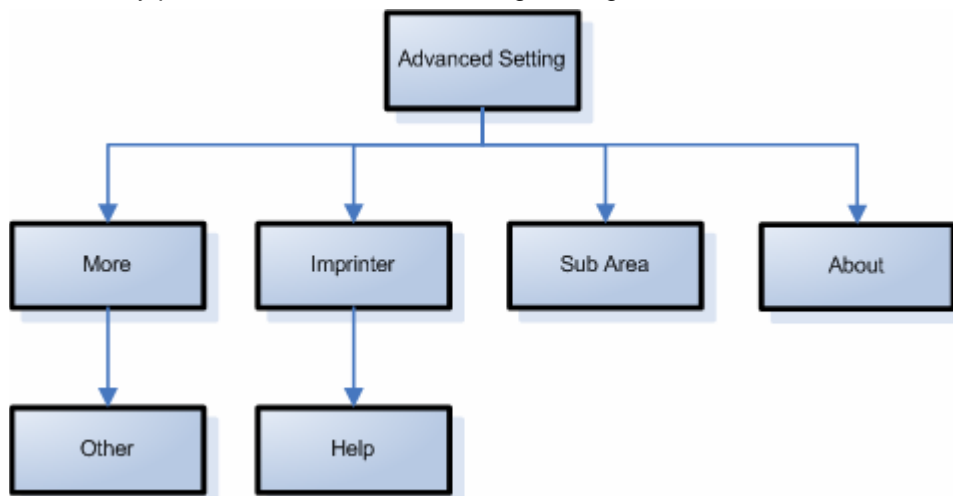 Advanced Setting
More
Imprinter
Sub Area
About
Other
Help